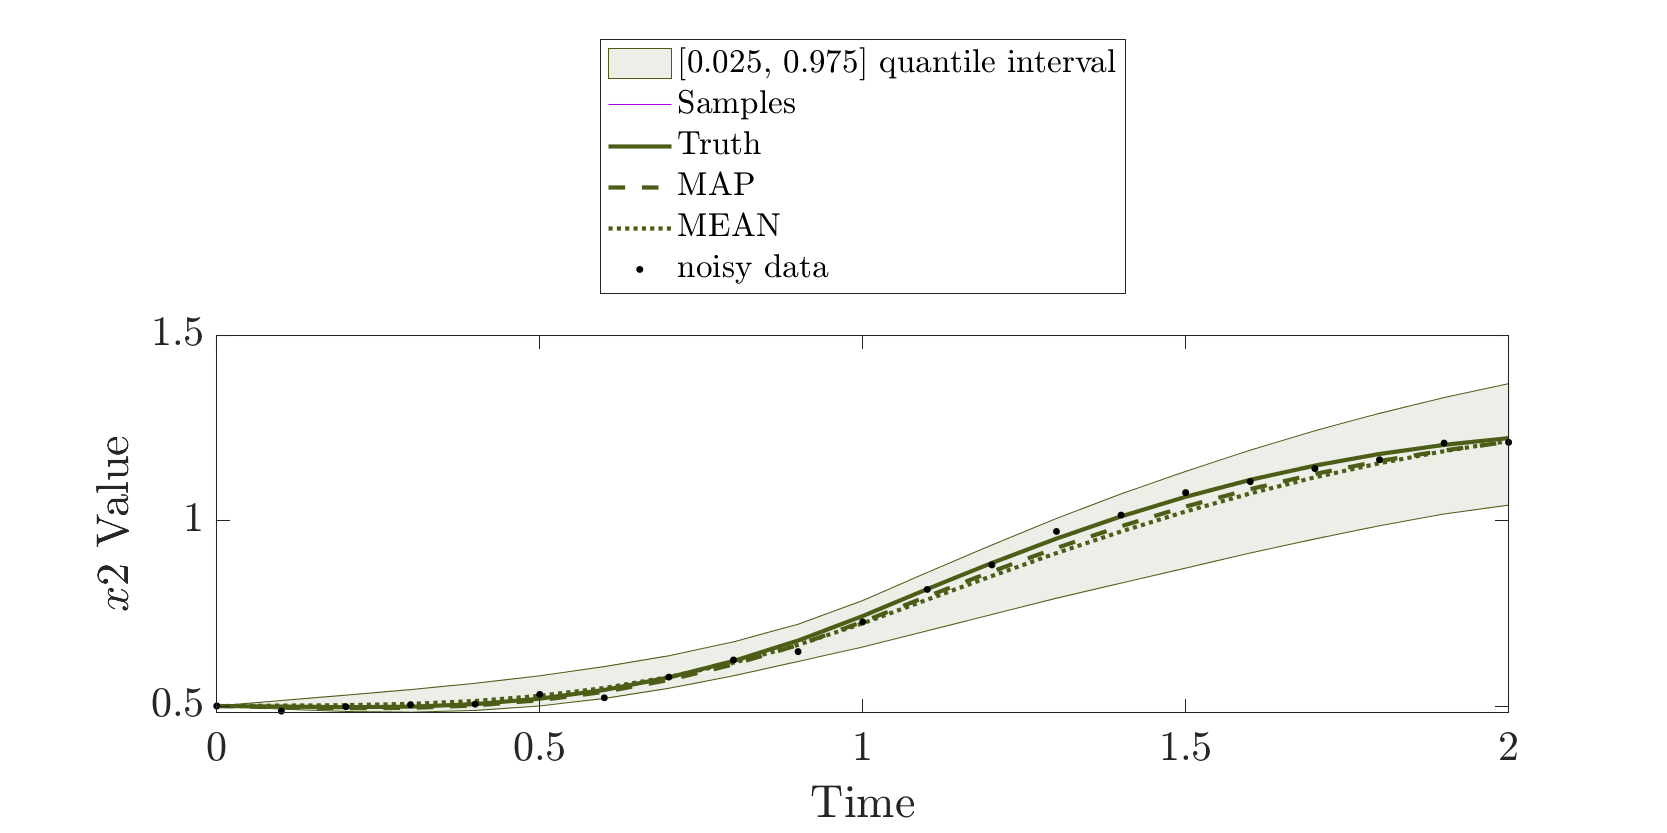 [0.025, 0.975] quantile interval
Samples
Truth
MAP
MEAN
noisy data
1.5
1
0.5
x2 Value
0 0.5 1 1.5 2
Time